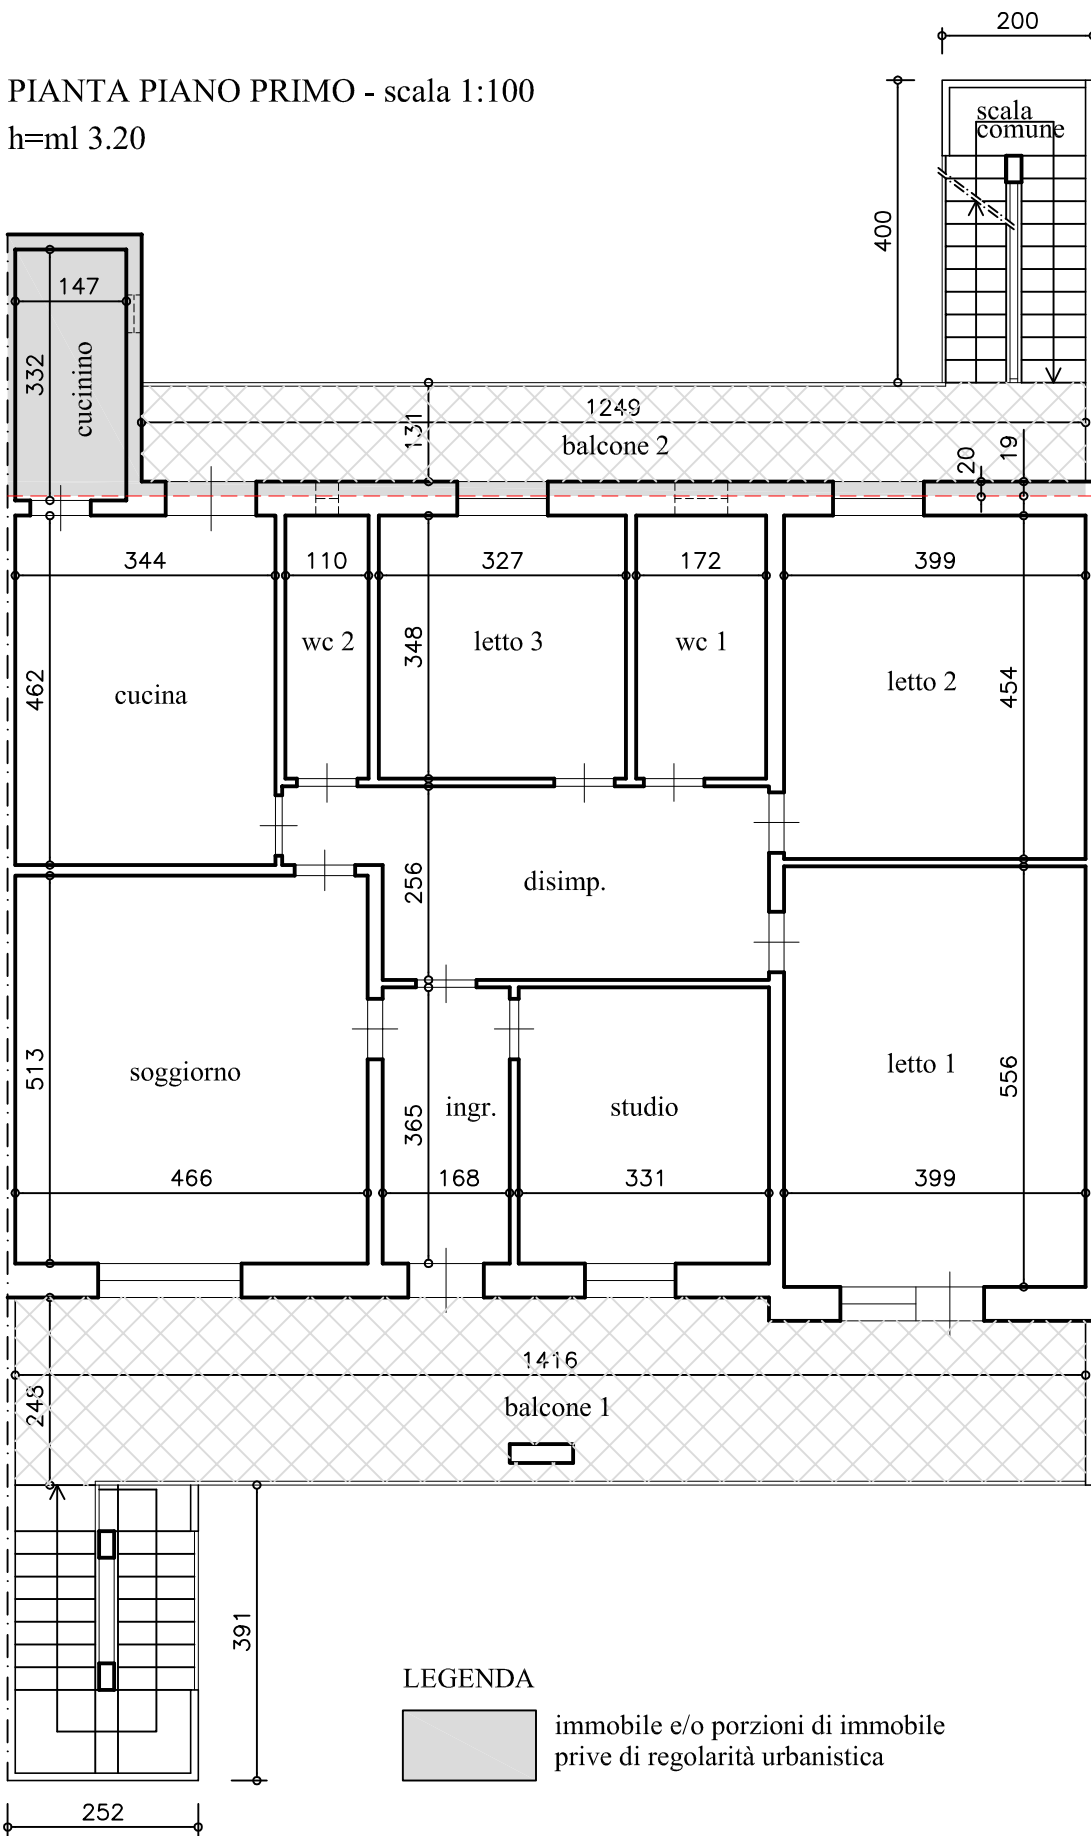 200
PIANTA PIANO PRIMO - scala 1:100
h=ml 3.20
scala
comune
400
147
332
cucinino
1249
131
balcone 2
20
19
344
110
327
172
399
462
cucina
wc 2
348
letto 3
wc 1
letto 2
454
256
disimp.
513
soggiorno
365
ingr.
studio
letto 1
556
466
168
331
399
1416
248
balcone 1
391
LEGENDA
immobile e/o porzioni di immobile
prive di regolarità urbanistica
252